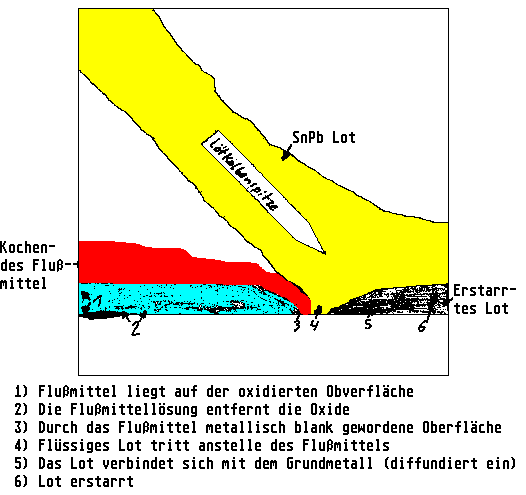 SnPb Lot
Lötkolbenspitze
Kochen-
des Fluß-
mittel
Erstarr-
tes Lot
1
2
3
4
5
6
1) Flußmittel liegt auf der oxidierten Obverfläche
2) Die Flußmittellösung entfernt die Oxide
3) Durch das Flußmittel metallisch blank gewordene Oberfläche
4) Flüssiges Lot tritt anstelle des Flußmittels
5) Das Lot verbindet sich mit dem Grundmetall (diffundiert ein)
6) Lot erstarrt